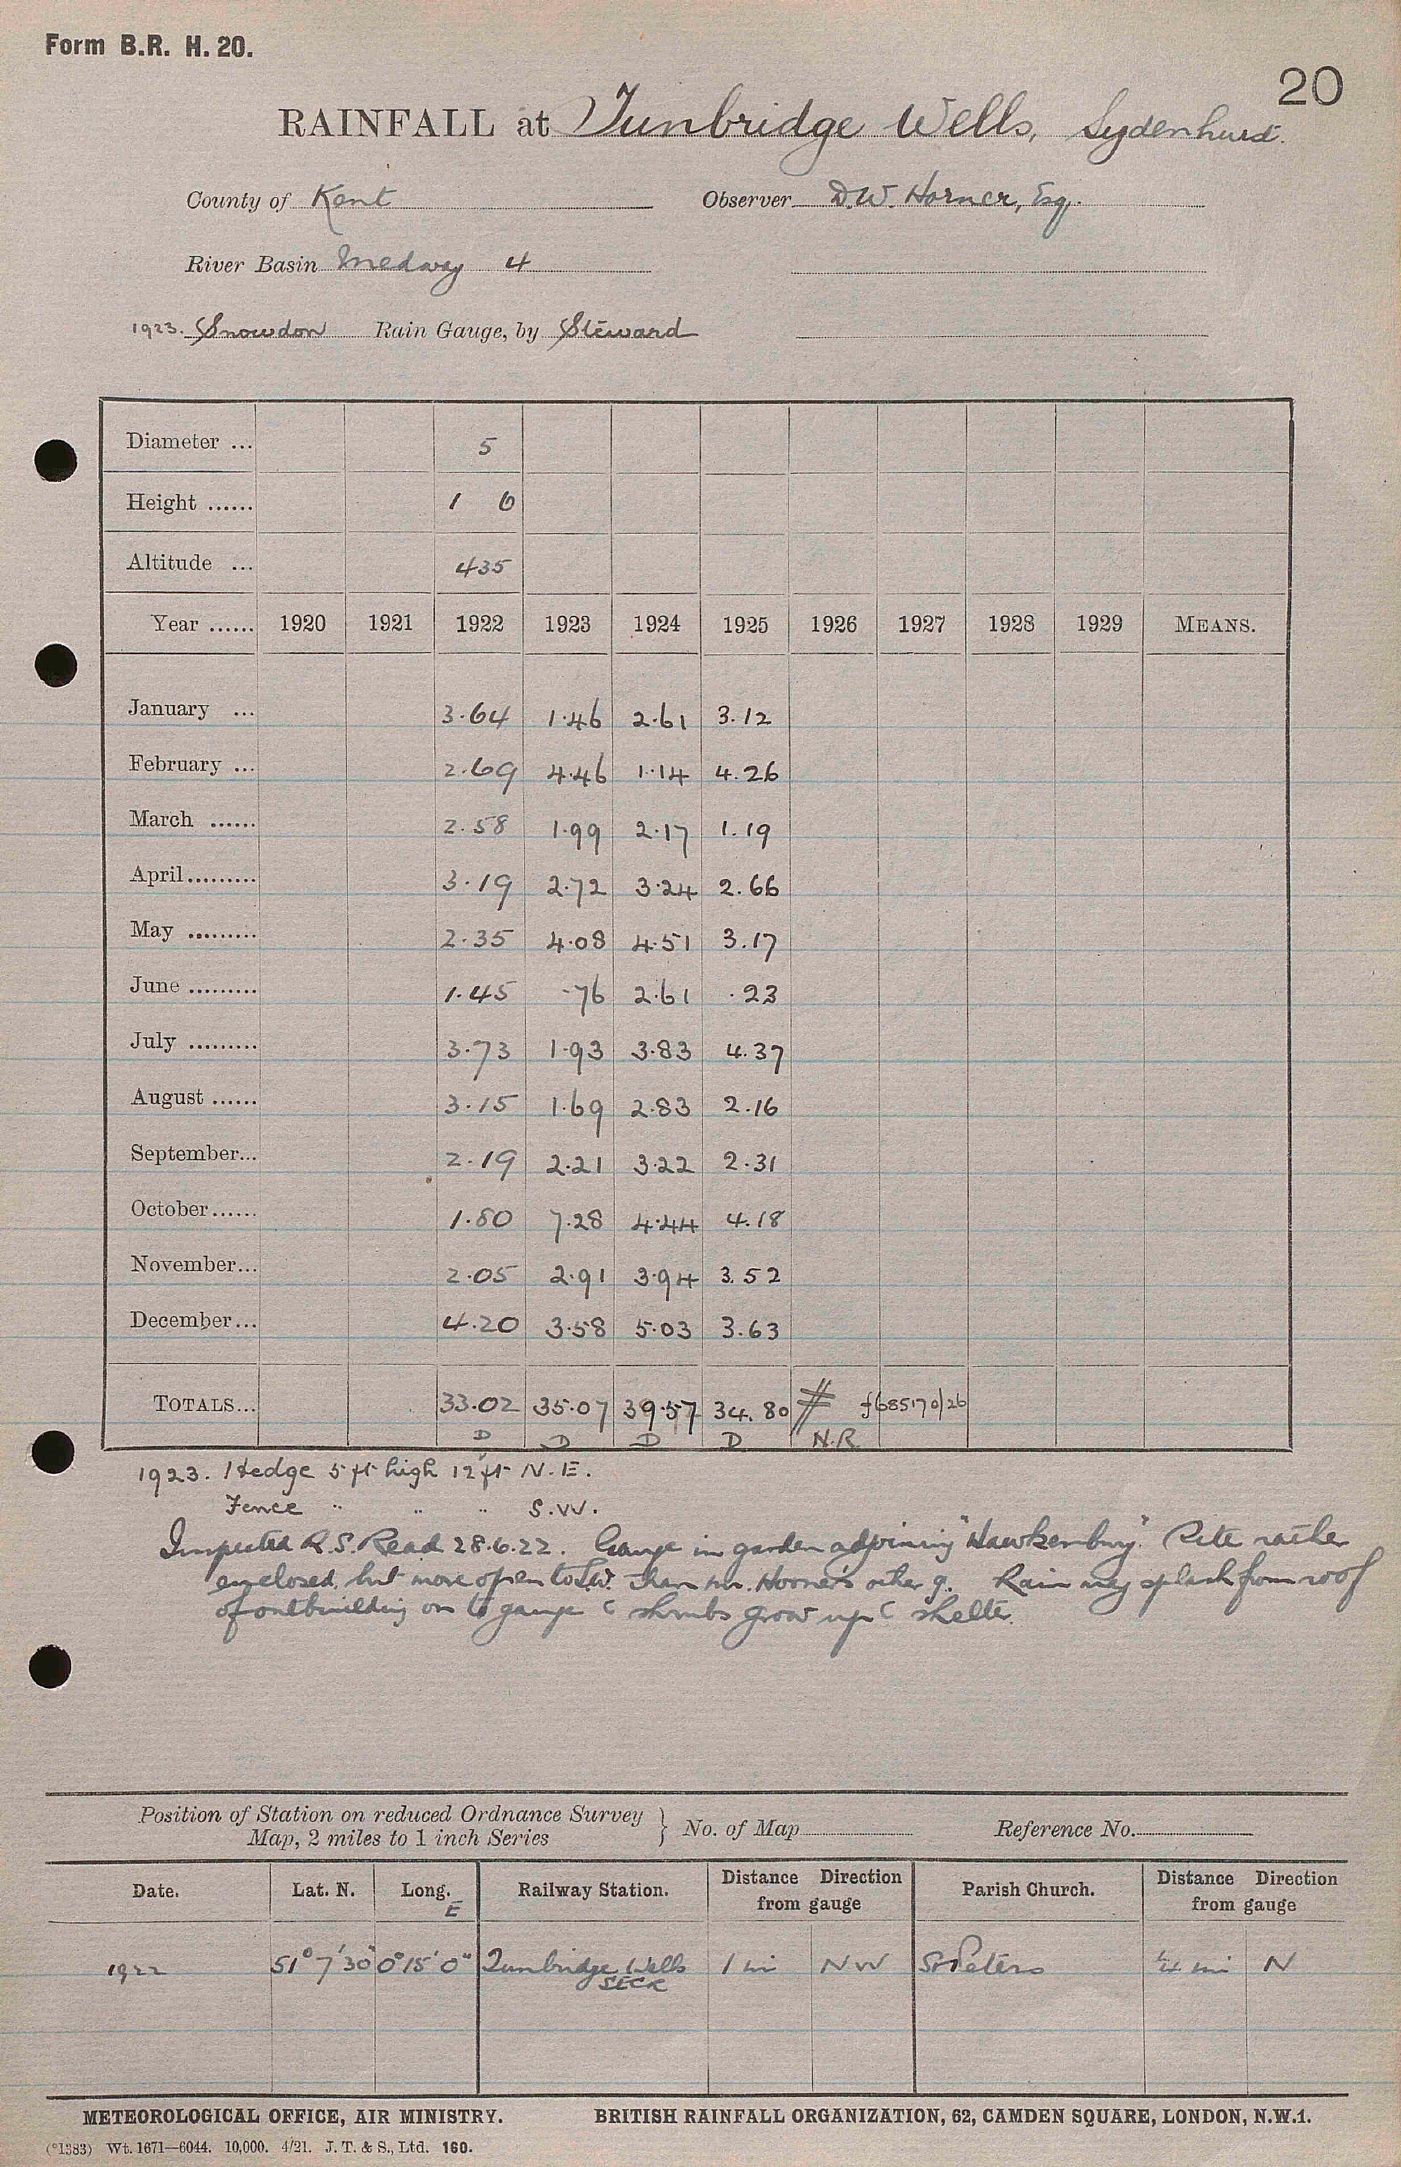 Form B.R. H. 20.
20
RAINFALL at Tunbridge Wells, Sydenhurst.
County of Kent Observer D.W. Horner, Esq.
River Basin Medway 4
1923. Snowdon Rain Gauge, by Steward
Diameter ... 5
Height ...... 1 0
Altitude ... 435
Year ...... 1920 1921 1922 1923 1924 1925 1926 1927 1928 1929 MEANS.
January ... 3.64 1.46 2.61 3.12
February ... 2.69 4.46 1.14 4.26
March ...... 2.58 1.99 2.17 1.19
April ......... 3.19 2.72 3.24 2.66
May ......... 2.35 4.08 4.51 3.17
June ......... 1.45 .76 2.61 .23
July ......... 3.73 1.93 3.83 4.37
August ...... 3.15 1.69 2.83 2.16
September... 2.19 2.21 3.22 2.31
October ...... 1.80 7.28 4.44 4.18
November... 2.05 2.91 3.94 3.52
December... 4.20 3.58 5.03 3.63
TOTALS... 33.02 35.07 39.57 34.80 # f685170/26
D D D D N.R.
1923. Hedge 5 ft high 12 ft N.E.
Fence " " " S.W.
Inspected R.S. Read 28.6.22. Gauge in garden adjoining "Hawkenbury." Site rather
enclosed, but more open to S.W. than Mr. Horner's other g. Rain may splash from roof
of outbuilding on to gauge shrubs grow up shelter.
Position of Station on reduced Ordnance Survey
Map, 2 miles to 1 inch Series } No. of Map Reference No.
Date. Lat. N. Long. E Railway Station. Distance Direction from gauge Parish Church. Distance Direction from gauge
1922 51° 7' 30" 0° 15' 0" Tunbridge Wells 1 mi NW St Peters ¼ mi N
SECR
METEOROLOGICAL OFFICE, AIR MINISTRY. BRITISH RAINFALL ORGANIZATION, 62, CAMDEN SQUARE, LONDON, N.W.1.
(*1383) Wt. 1671—6044. 10,000. 4/21. J. T. & S., Ltd. 160.